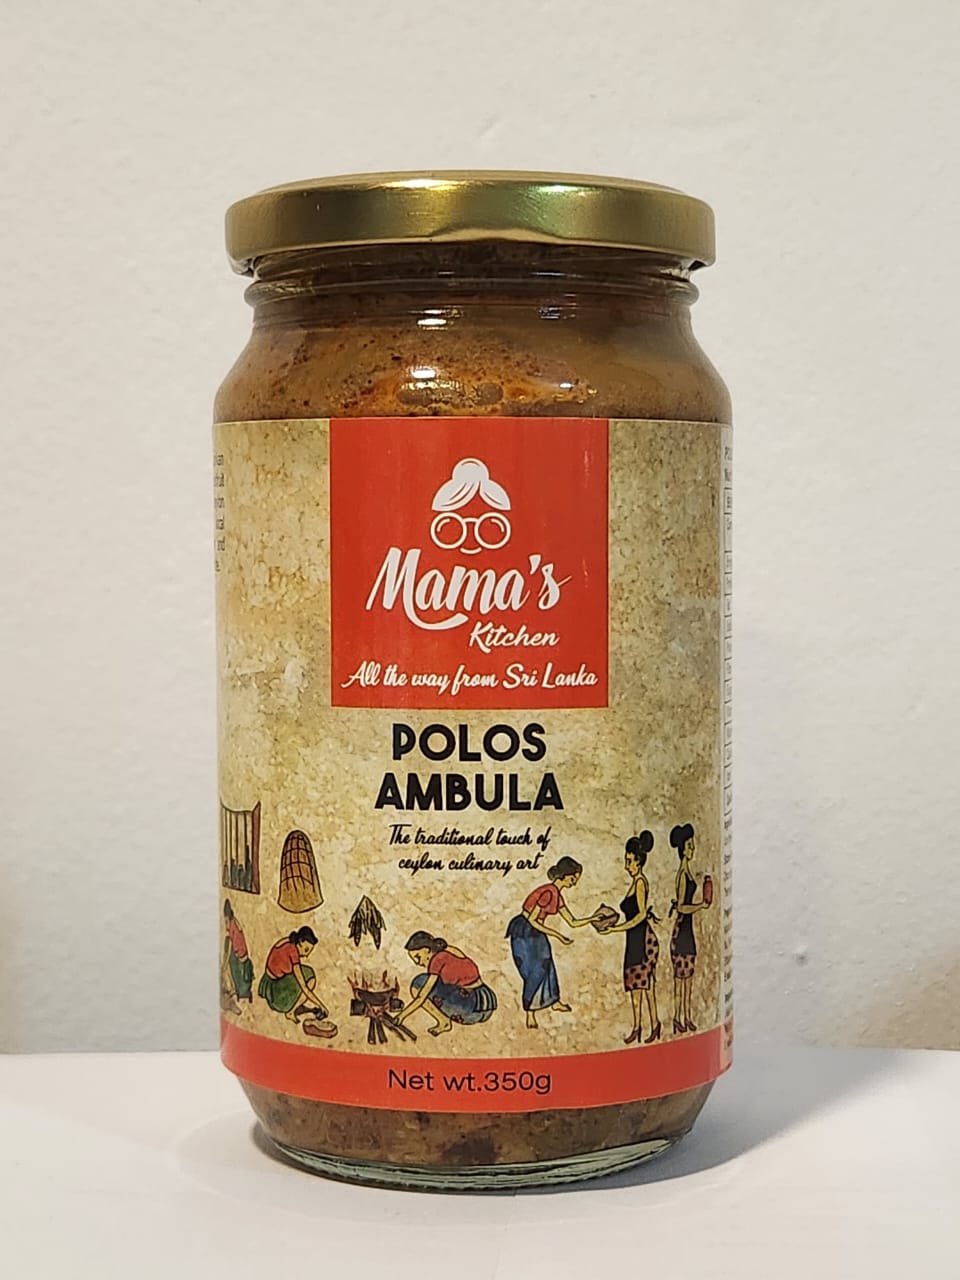 Mama's
Kitchen
All the way from Sri Lanka
POLOS
AMBULA
The traditional touch of
ceylon culinary art
Net wt.350g